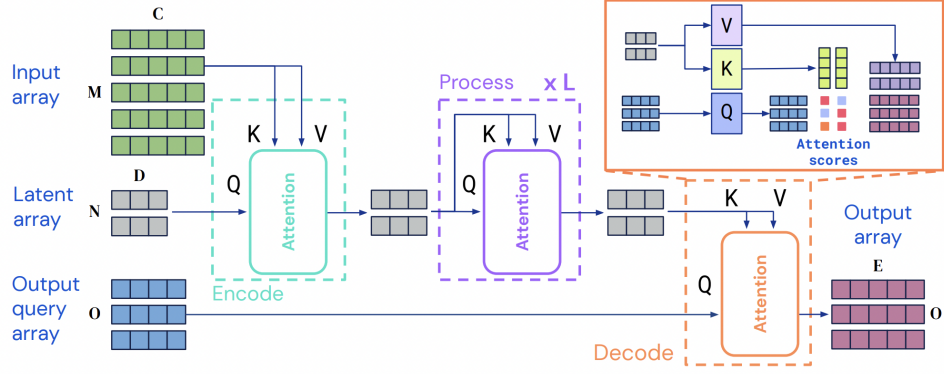 C
Input
array
M
K
V
Q
Attention
Encode
D
Latent
array
N
Process
x L
K
V
Q
Attention
Output
query
array
O
V
K
Q
Attention
scores
K
V
Q
Attention
Decode
Output
array
E
O